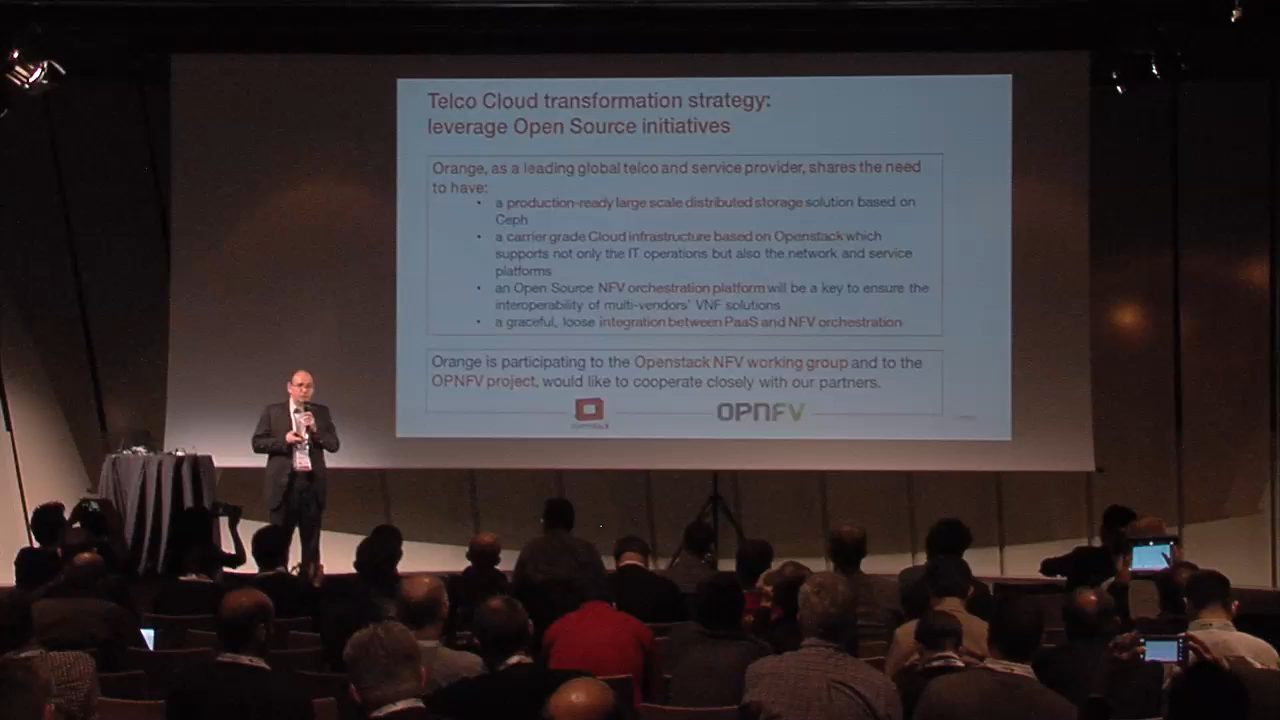 Telco Cloud transformation strategy:
leverage Open Source initiatives
Orange, as a leading global telco and service provider, shares the need
to have:
• a production-ready large scale distributed storage solution based on
Ceph
• a carrier grade Cloud infrastructure based on Openstack which
supports not only the IT operations but also the network and service
platforms
• an Open Source NFV orchestration platform will be a key to ensure the
interoperability of multi-vendors' VNF solutions
• a graceful, loose integration between PaaS and NFV orchestration
Orange is participating to the Openstack NFV working group and to the
OPNFV project, would like to cooperate closely with our partners.
openstack
OPNFV